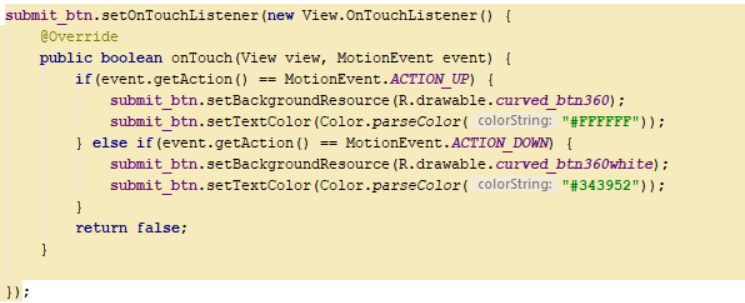 submit_btn.setOnTouchListener(new View.OnTouchListener() {
    @Override
    public boolean onTouch(View view, MotionEvent event) {
        if(event.getAction() == MotionEvent.ACTION_UP) {
            submit_btn.setBackgroundResource(R.drawable.curved_btn360);
            submit_btn.setTextColor(Color.parseColor( colorString: "#FFFFFF"));
        } else if(event.getAction() == MotionEvent.ACTION_DOWN) {
            submit_btn.setBackgroundResource(R.drawable.curved_btn360white);
            submit_btn.setTextColor(Color.parseColor( colorString: "#343952"));
        }
        return false;
    }
});